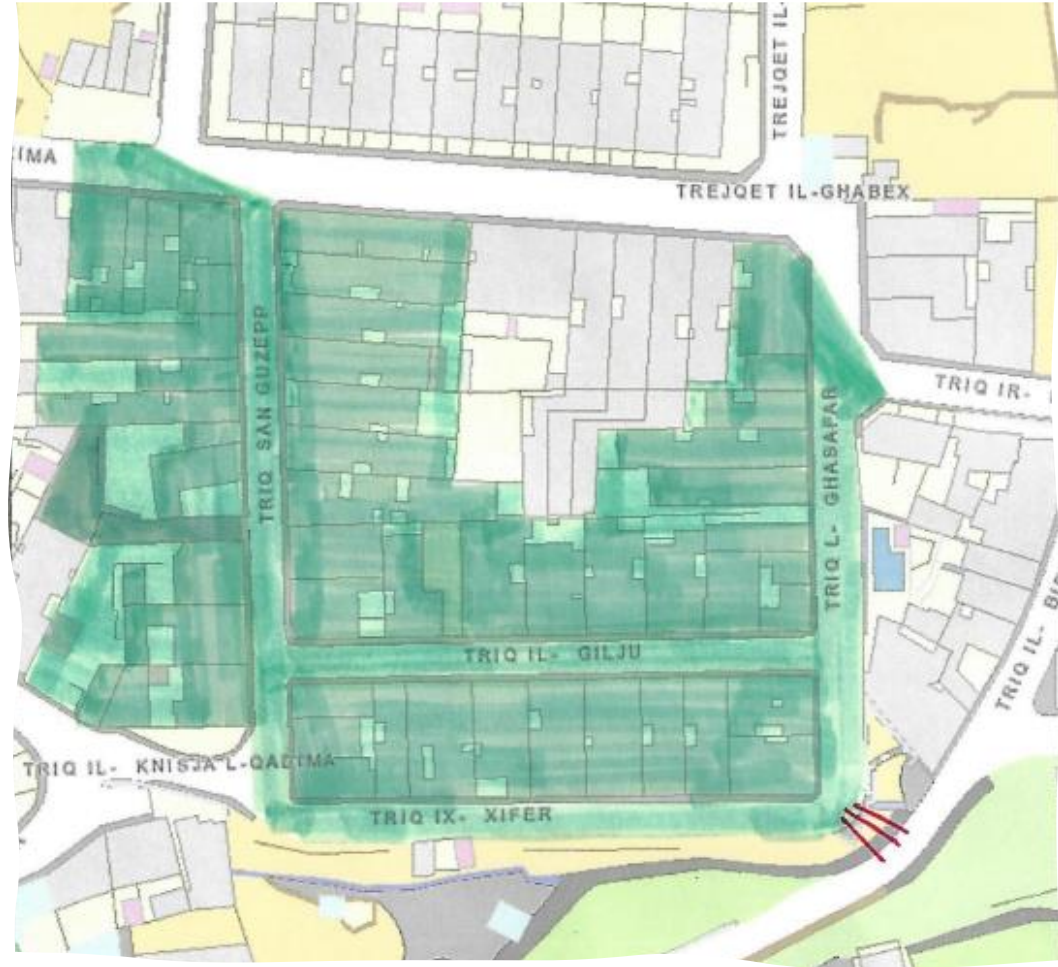 TREJQET IL-
IMA
TREJQET IL-GHABEX
TRIQ IR-
TRIQ SAN GUZEPP
TRIQ L- GHASAFAR
TRIQ IL- GILJU
TRIQ IL-
TRIQ IL- KNISJA L-QADIMA
TRIQ IX- XIFER